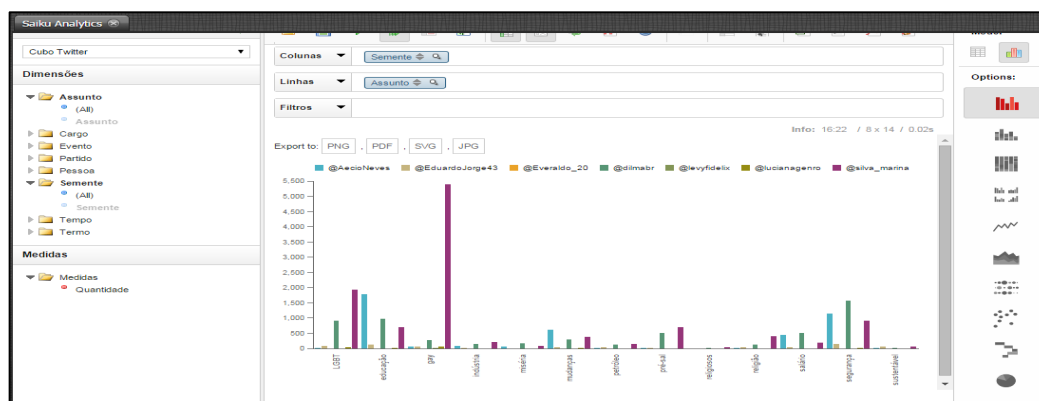 Saiku Analytics
Cubo Twitter
Dimensões
Assunto
(All)
Assunto
Cargo
Evento
Partido
Pessoa
Semente
(All)
Semente
Tempo
Termo
Medidas
Medidas
Quantidade
Colunas Semente
Linhas Assunto
Filtros
Info: 16:22 / 8 x 14 / 0.02s
Export to: PNG , PDF , SVG , JPG
@AecioNeves @EduardoJorge43 @Everaldo_20 @dilmabr @levyfidelix @lucianagenro @silva_marina
5,500
5,000
4,500
4,000
3,500
3,000
2,500
2,000
1,500
1,000
500
0
LGBT
educação
gay
indústria
miséria
mudanças
petróleo
pré-sal
religiosos
religião
salário
segurança
sustentável
Options: